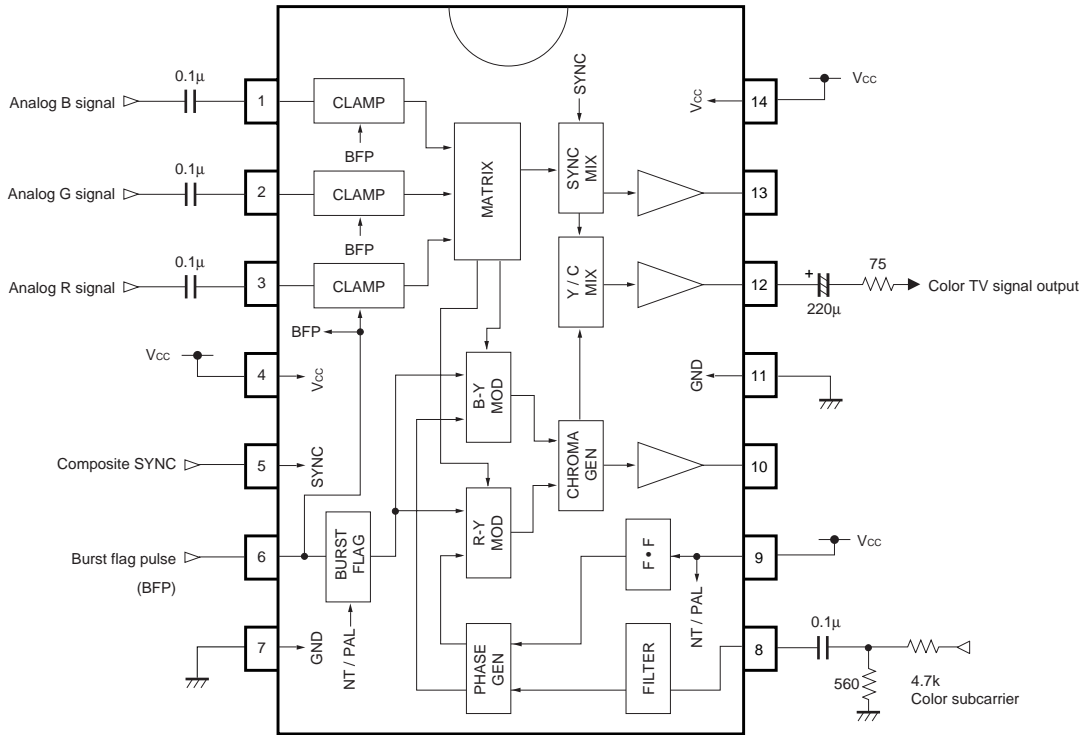 0.1μ
Analog B signal
1
CLAMP
BFP
SYNC
Vcc
14
Vcc
0.1μ
Analog G signal
2
CLAMP
BFP
MATRIX
SYNC
MIX
13
0.1μ
Analog R signal
3
CLAMP
BFP
Y / C
MIX
12
+
220μ
75
Color TV signal output
Vcc
4
Vcc
B-Y
MOD
GND
11
Composite SYNC
5
SYNC
CHROMA
GEN
10
Burst flag pulse
(BFP)
6
BURST
FLAG
R-Y
MOD
F • F
9
Vcc
NT / PAL
7
GND
NT / PAL
PHASE
GEN
FILTER
8
0.1μ
560
4.7k
Color subcarrier